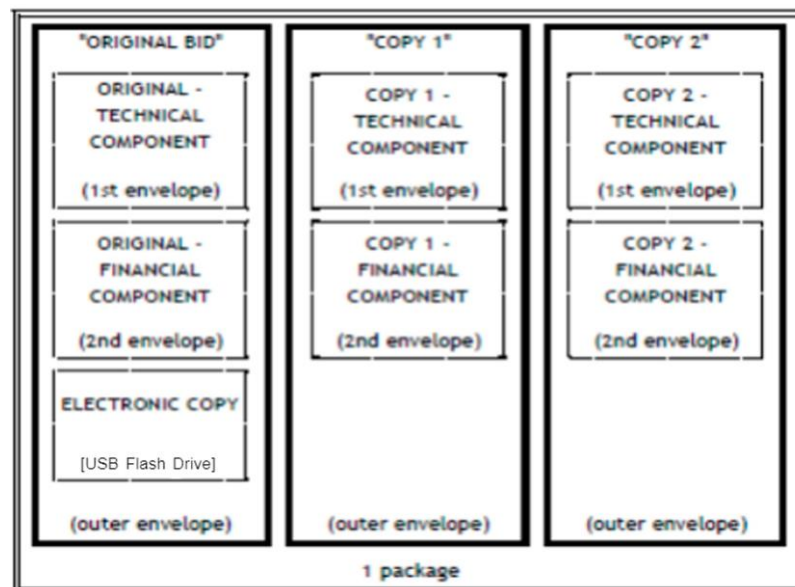 "ORIGINAL BID"
ORIGINAL -
TECHNICAL
COMPONENT
(1st envelope)
ORIGINAL -
FINANCIAL
COMPONENT
(2nd envelope)
ELECTRONIC COPY
[USB Flash Drive]
(outer envelope)
"COPY 1"
COPY 1 -
TECHNICAL
COMPONENT
(1st envelope)
COPY 1 -
FINANCIAL
COMPONENT
(2nd envelope)
(outer envelope)
"COPY 2"
COPY 2 -
TECHNICAL
COMPONENT
(1st envelope)
COPY 2 -
FINANCIAL
COMPONENT
(2nd envelope)
(outer envelope)
1 package